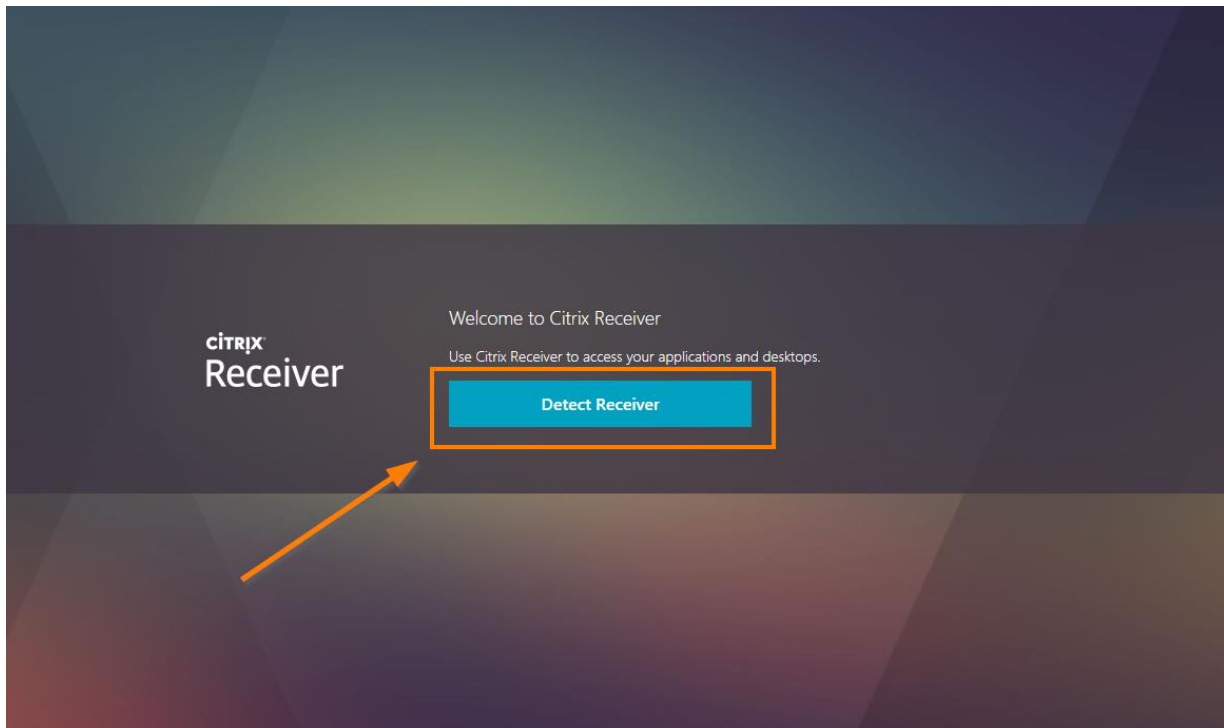 citrix
Receiver
Welcome to Citrix Receiver
Use Citrix Receiver to access your applications and desktops.
Detect Receiver